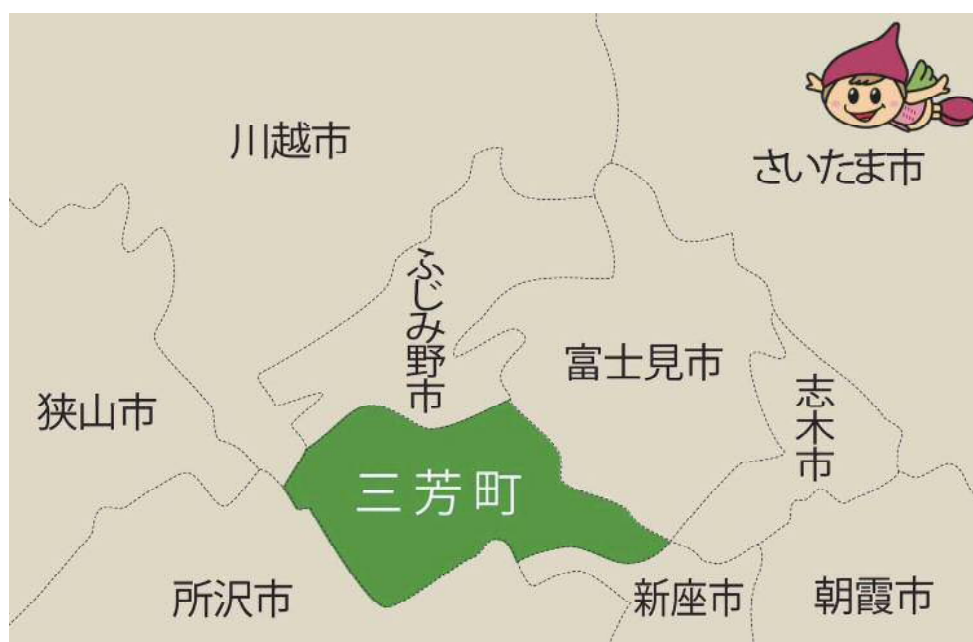 川越市
さいたま市
ふじみ野市
富士見市
志木市
狭山市
三芳町
所沢市
新座市
朝霞市